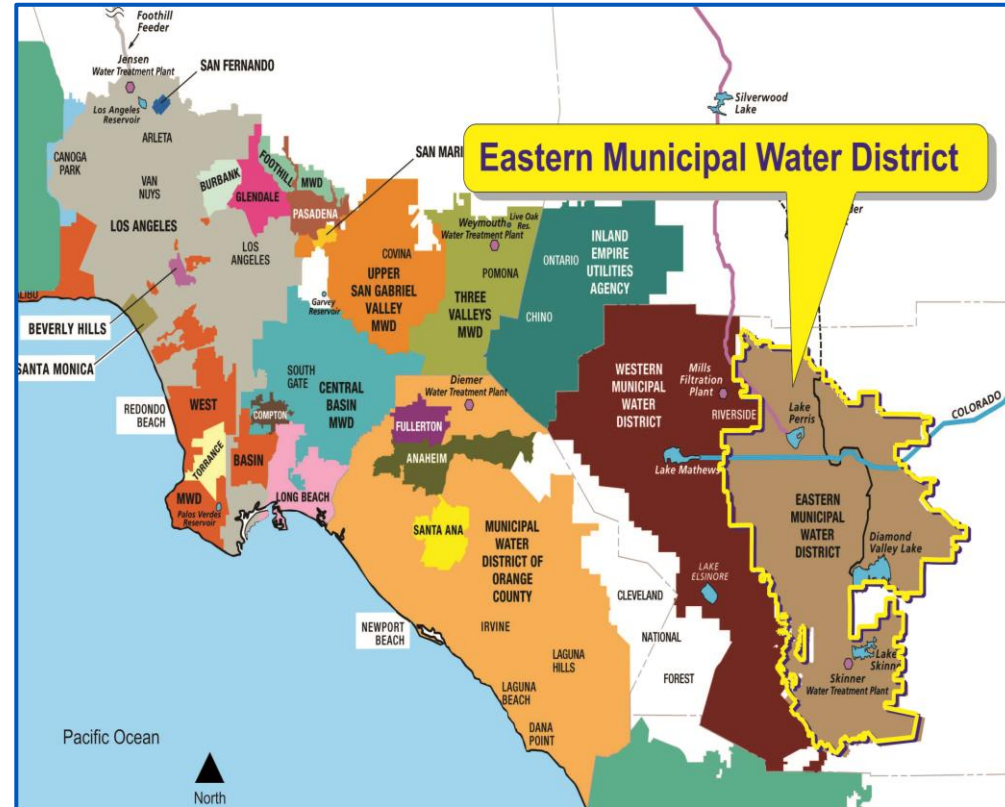 Foothill
Feeder
Jensen
Water Treatment Plant
SAN FERNANDO
Los Angeles
Reservoir
ARLETA
CANOGA
PARK
VAN
NUYS
BURBANK
GLENDALE
FOOTHILL
MWD
PASADENA
LOS ANGELES
LOS
ANGELES
Silverwood
Lake
Eastern Municipal Water District
Weymouth
Water Treatment Plant
Live Oak
Res.
COVINA
UPPER
SAN GABRIEL
VALLEY
MWD
POMONA
THREE
VALLEYS
MWD
ONTARIO
INLAND
EMPIRE
UTILITIES
AGENCY
CHINO
Garvey
Reservoir
BEVERLY HILLS
SANTA MONICA
SOUTH
GATE
CENTRAL
BASIN
MWD
Diemer
Water Treatment Plant
WESTERN
MUNICIPAL
WATER
DISTRICT
Mills
Filtration
Plant
RIVERSIDE
Lake
Perris
COLORADO
REDONDO
BEACH
WEST
BASIN
MWD
COMPTON
TORRANCE
LONG BEACH
Palos Verdes
Reservoir
FULLERTON
ANAHEIM
Lake Mathews
SANTA ANA
MUNICIPAL
WATER
DISTRICT OF
ORANGE
COUNTY
EASTERN
MUNICIPAL
WATER
DISTRICT
Diamond
Valley Lake
LAKE
ELSINORE
CLEVELAND
NATIONAL
FOREST
NEWPORT
BEACH
IRVINE
LAGUNA
HILLS
LAGUNA
BEACH
DANA
POINT
Lake
Skinner
Water Treatment Plant
Pacific Ocean
North